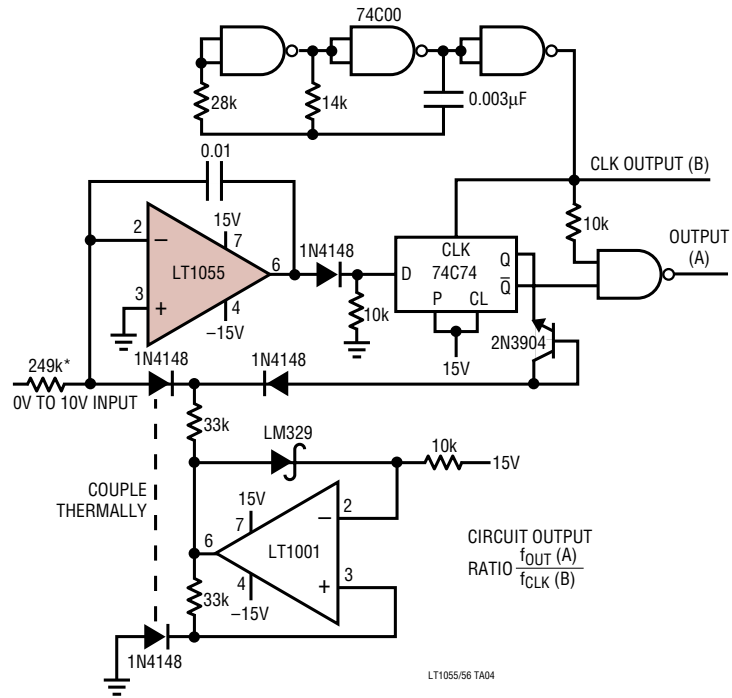 74C00
28k
14k
0.003µF
0.01
CLK OUTPUT (B)
2
15V
7
10k
OUTPUT
(A)
LT1055
6
1N4148
CLK
74C74
D
Q
Q̅
3
4
–15V
10k
P CL
2N3904
15V
249k*
1N4148
1N4148
0V TO 10V INPUT
33k
LM329
10k
15V
COUPLE
THERMALLY
15V
7
2
6
LT1001
3
4
–15V
33k
CIRCUIT OUTPUT
RATIO fOUT (A)
fCLK (B)
1N4148
LT1055/56 TA04